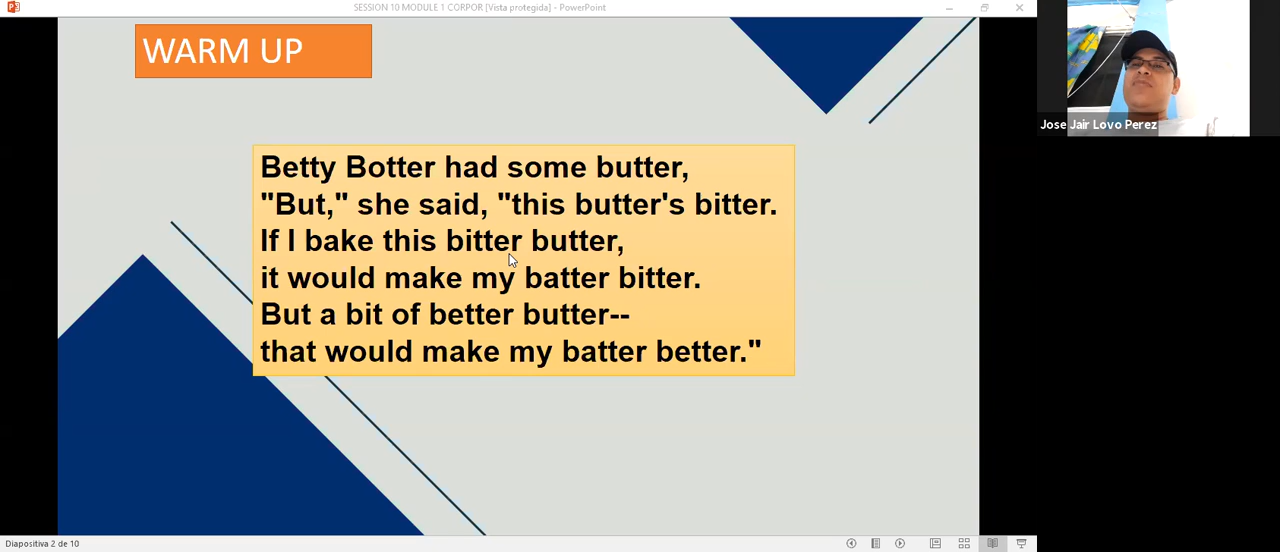 SESSION 10 MODULE 1 CORPOR [Vista protegida] - PowerPoint
WARM UP
Betty Botter had some butter,
"But," she said, "this butter's bitter.
If I bake this bitter butter,
it would make my batter bitter.
But a bit of better butter--
that would make my batter better."
Jose Jair Lovo Perez
Diapositiva 2 de 10